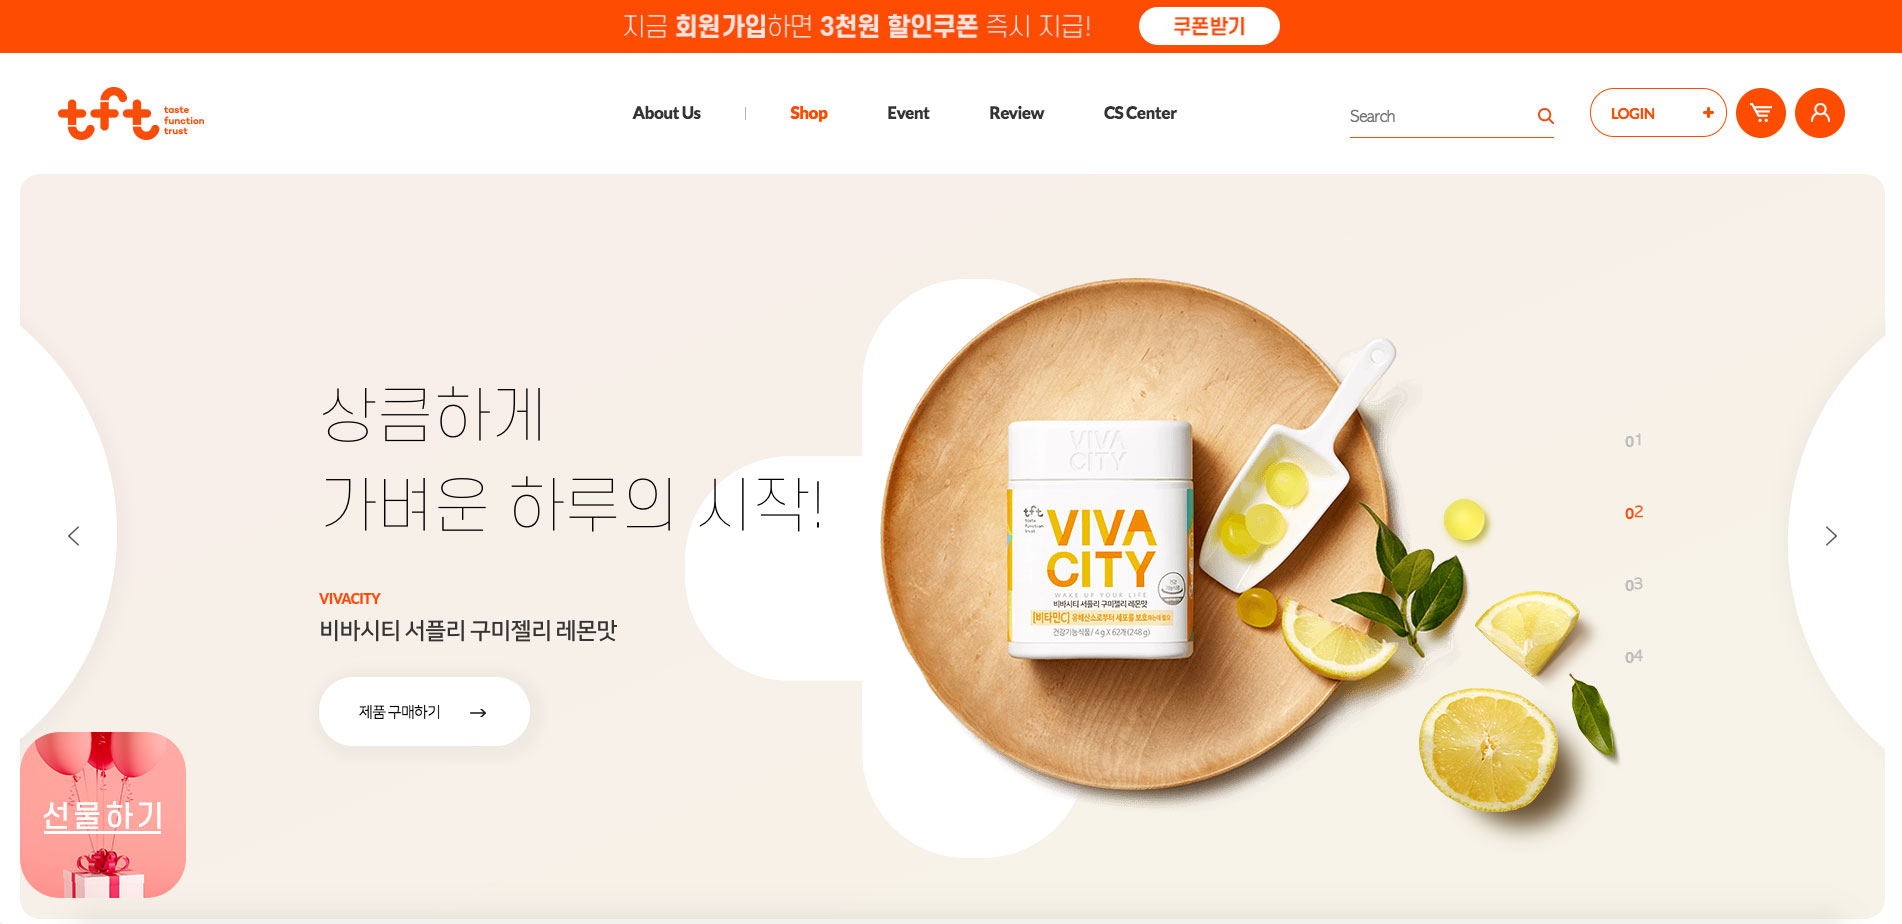 지금 회원가입하면 3천원 할인쿠폰 즉시 지급!
쿠폰받기
tft
taste
function
trust
About Us
Shop
Event
Review
CS Center
Search
LOGIN +
상큼하게
가벼운 하루의 시작!
VIVACITY
비바시티 서플리 구미젤리 레몬맛
제품 구매하기 →
선물하기
VIVA
CITY
tft
taste
function
trust
VIVA
CITY
WAKE UP YOUR LIFE
비바시티 서플리 구미젤리 레몬맛
[비타민C] 유해산소로부터 세포를 보호하는데 필요
건강기능식품 / 4 g X 62개(248 g)
01
02
03
04